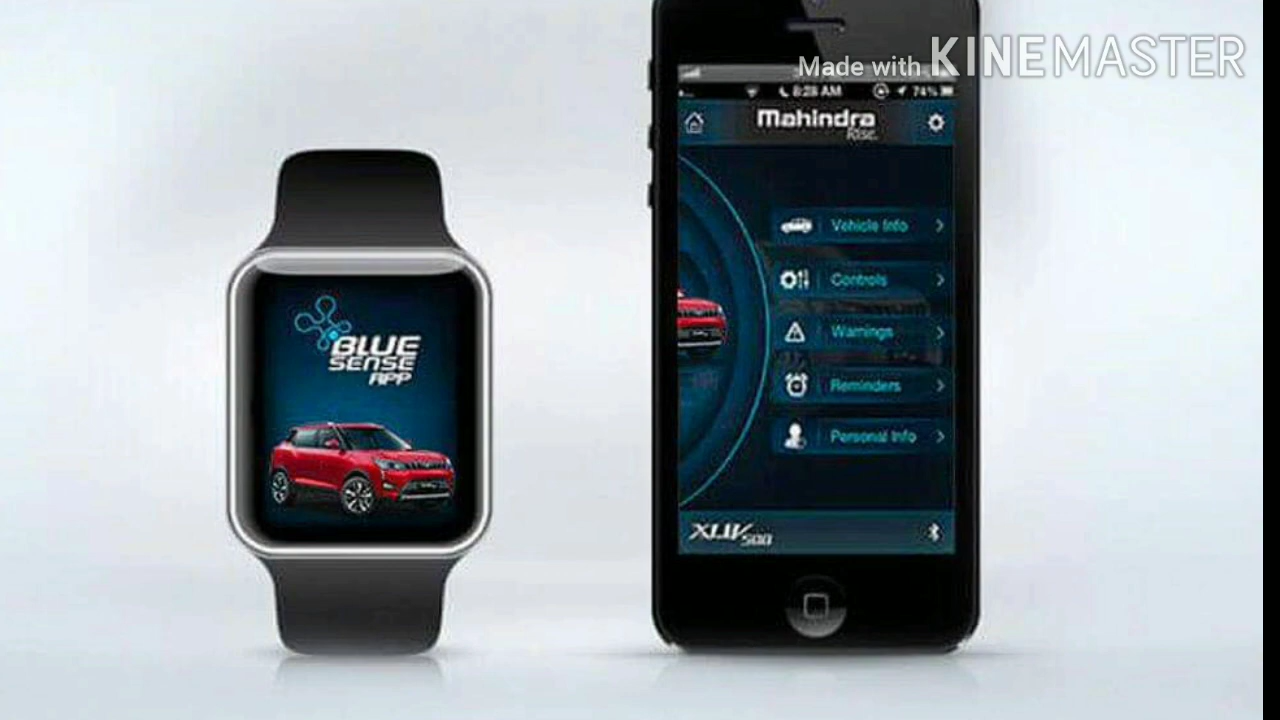 Made with KINEMASTER
8:28 AM
74%
Mahindra
Rise.
Vehicle Info
Controls
Warnings
Reminders
Personal Info
XUV500
BLUE
SENSE
APP